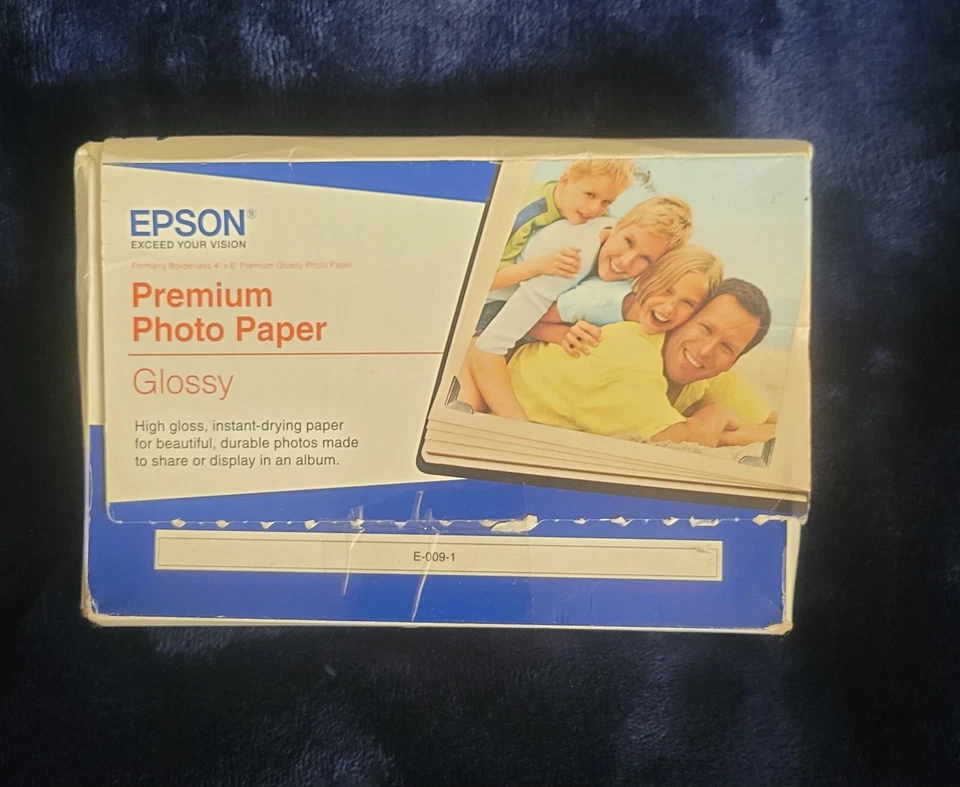 EPSON®
EXCEED YOUR VISION
Formerly Borderless 4" x 6" Premium Glossy Photo Paper
Premium
Photo Paper
Glossy
High gloss, instant-drying paper
for beautiful, durable photos made
to share or display in an album.
E-009-1